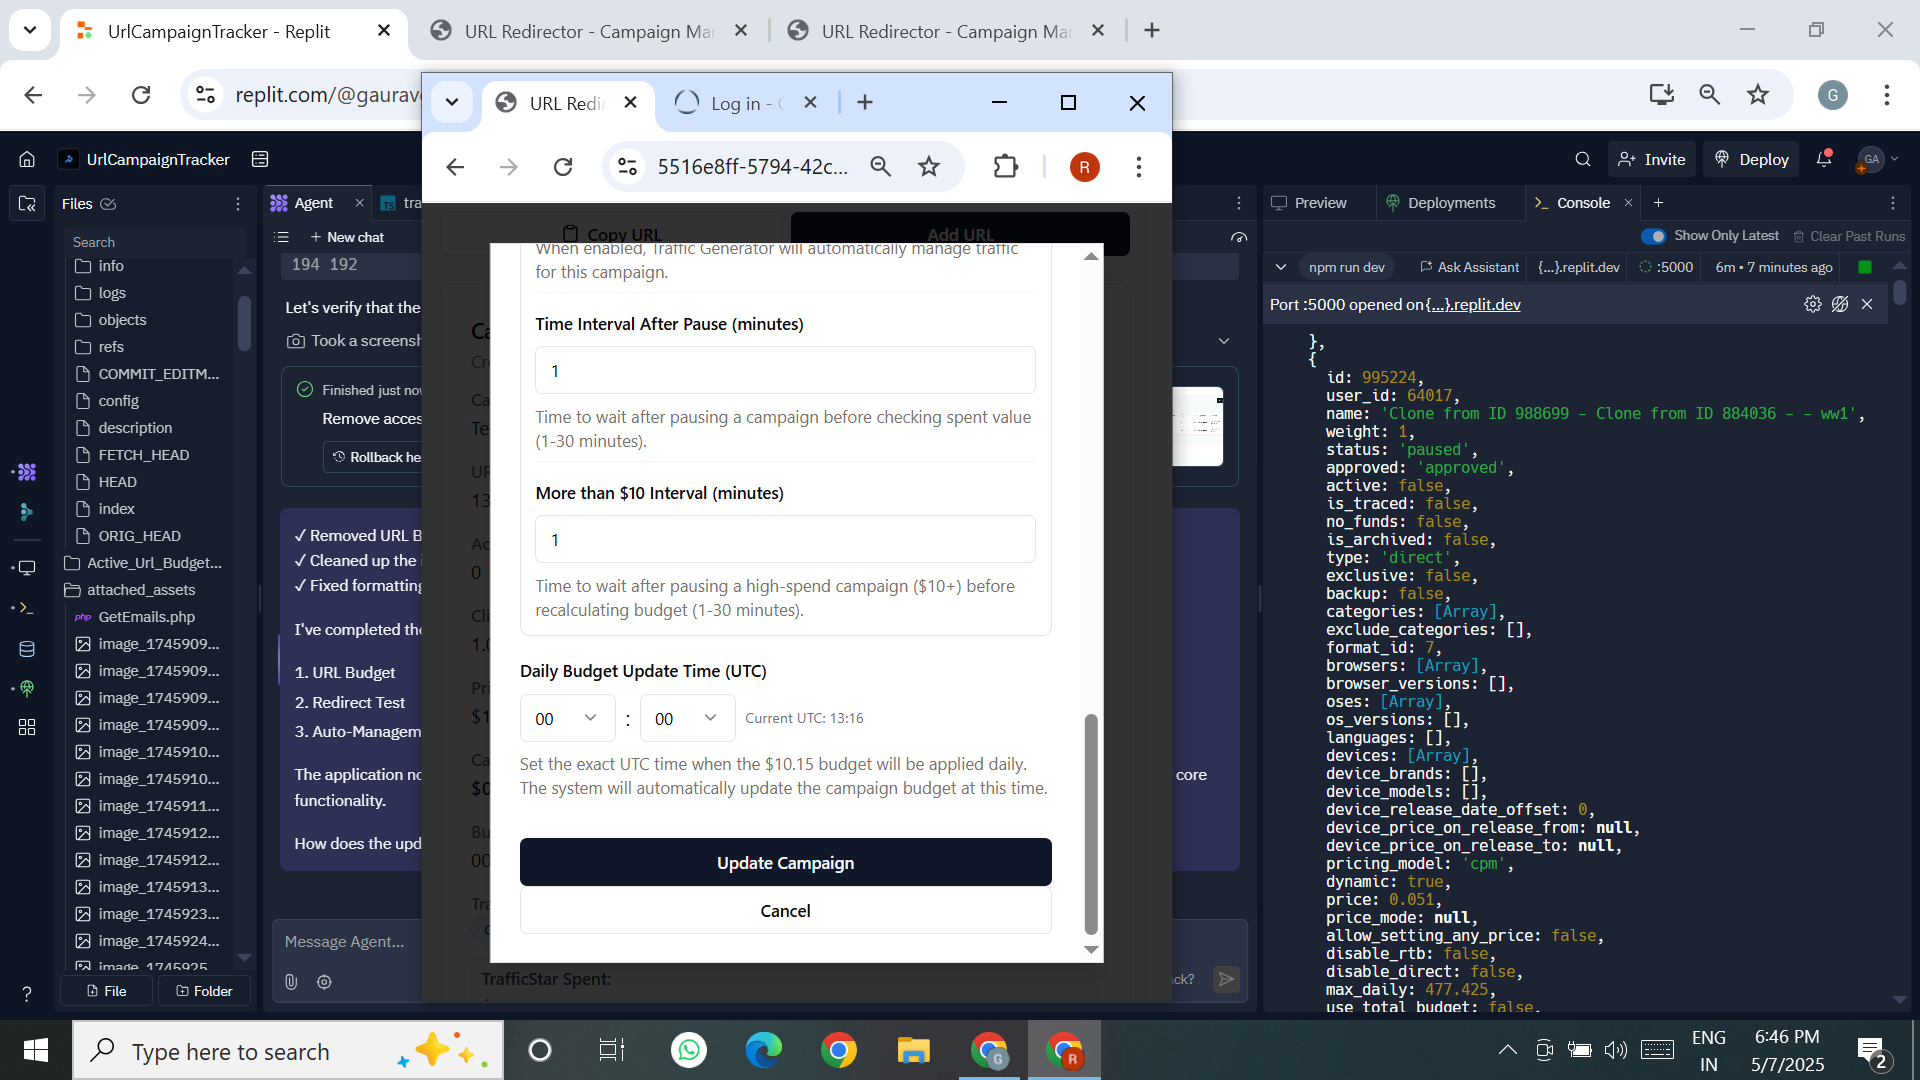 UrlCampaignTracker - Replit
URL Redirector - Campaign Ma
URL Redirector - Campaign Ma
replit.com/@gaurav
G
URL Redi
Log in -
5516e8ff-5794-42c...
R
UrlCampaignTracker
Invite
Deploy
GA
Files
Agent
TS
tra
Preview
Deployments
Console
Search
New chat
Show Only Latest
Clear Past Runs
npm run dev
Ask Assistant
{...}.replit.dev
:5000
6m • 7 minutes ago
Port :5000 opened on {...}.replit.dev
info
logs
objects
refs
COMMIT_EDITM...
config
description
FETCH_HEAD
HEAD
index
ORIG_HEAD
Active_Url_Budget...
attached_assets
php GetEmails.php
image_1745909...
image_1745909...
image_1745909...
image_1745909...
image_1745910...
image_1745910...
image_1745911...
image_1745912...
image_1745912...
image_1745913...
image_1745923...
image_1745924...
image_1745925
File
Folder
194 192
Let's verify that the
Took a screensh
Finished just no
Remove acces
Rollback he
✓ Removed URL B
✓ Cleaned up the
✓ Fixed formatting
I've completed the
1. URL Budget
2. Redirect Test
3. Auto-Managem
The application no
core
functionality.
How does the upd
Message Agent...
Copy URL
Add URL
When enabled, Traffic Generator will automatically manage traffic
for this campaign.
Time Interval After Pause (minutes)
1
Time to wait after pausing a campaign before checking spent value
(1-30 minutes).
More than $10 Interval (minutes)
1
Time to wait after pausing a high-spend campaign ($10+) before
recalculating budget (1-30 minutes).
Daily Budget Update Time (UTC)
00 : 00 Current UTC: 13:16
Set the exact UTC time when the $10.15 budget will be applied daily.
The system will automatically update the campaign budget at this time.
Update Campaign
Cancel
TrafficStar Spent:
},
{
id: 995224,
user_id: 64017,
name: 'Clone from ID 988699 - Clone from ID 884036 - - ww1',
weight: 1,
status: 'paused',
approved: 'approved',
active: false,
is_traced: false,
no_funds: false,
is_archived: false,
type: 'direct',
exclusive: false,
backup: false,
categories: [Array],
exclude_categories: [],
format_id: 7,
browsers: [Array],
browser_versions: [],
oses: [Array],
os_versions: [],
languages: [],
devices: [Array],
device_brands: [],
device_models: [],
device_release_date_offset: 0,
device_price_on_release_from: null,
device_price_on_release_to: null,
pricing_model: 'cpm',
dynamic: true,
price: 0.051,
price_mode: null,
allow_setting_any_price: false,
disable_rtb: false,
disable_direct: false,
max_daily: 477.425,
use_total_budget: false,
Type here to search
G
R
ENG
IN
6:46 PM
5/7/2025
2